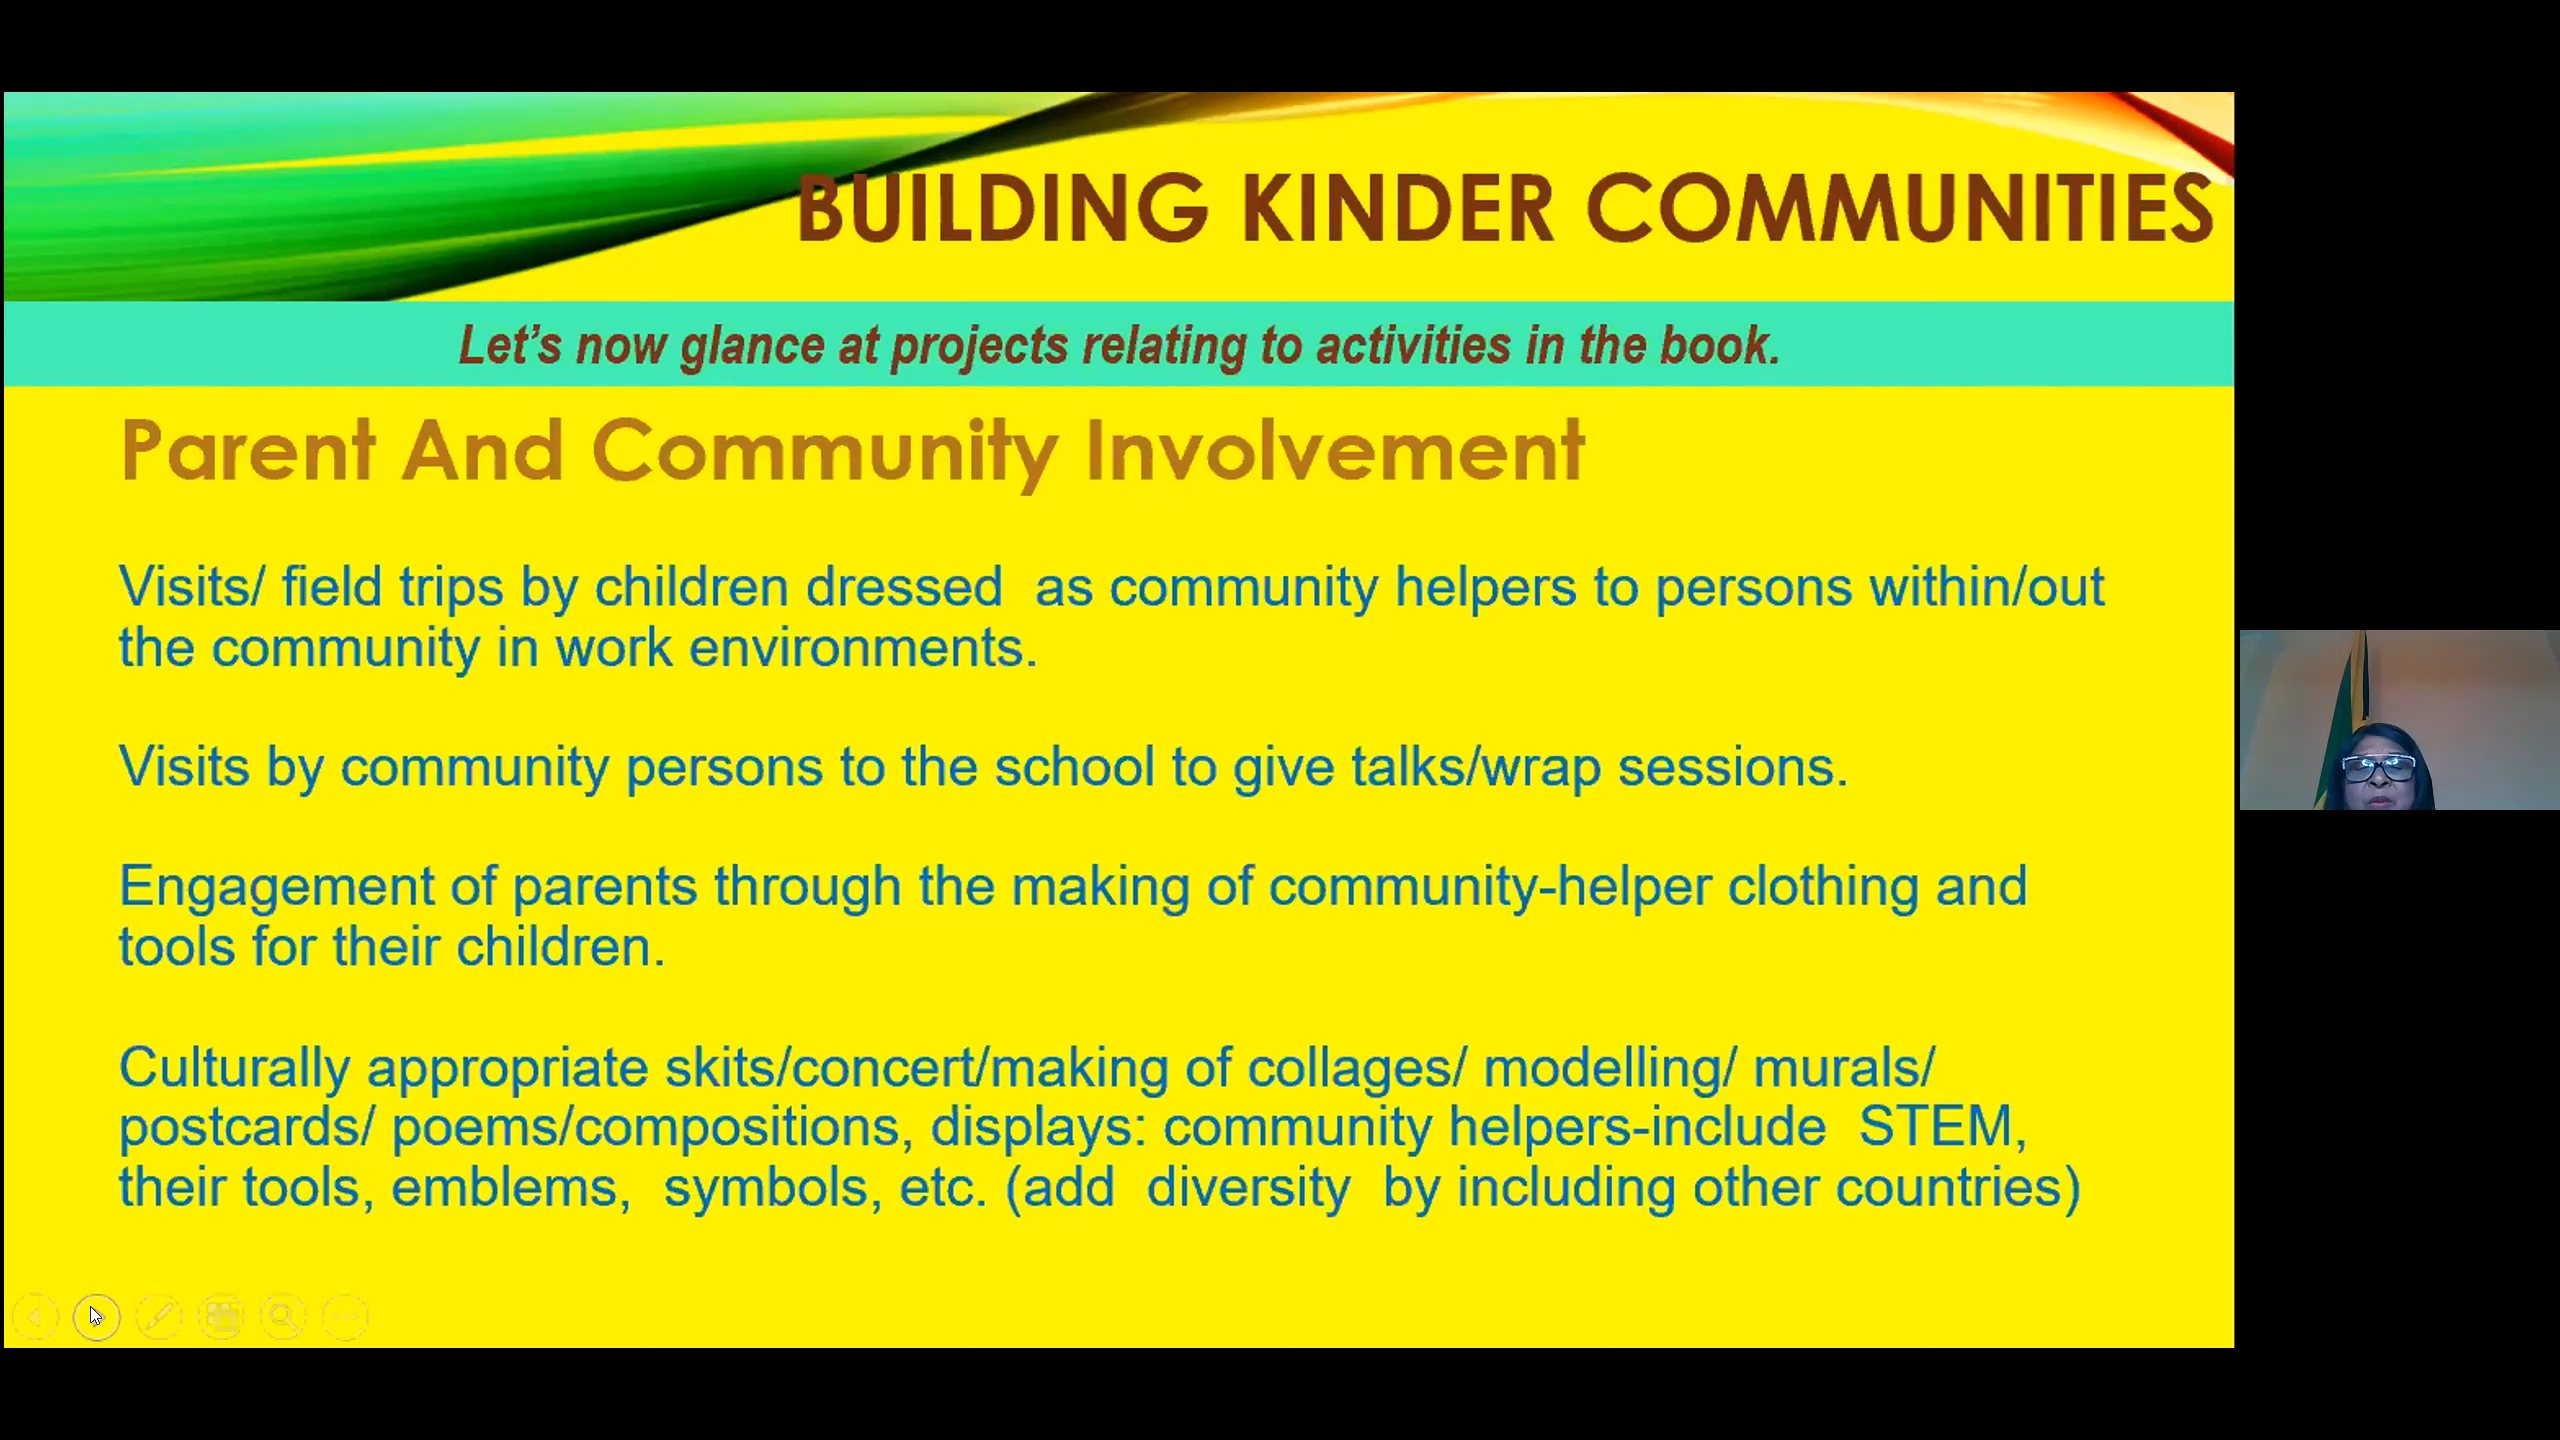 BUILDING KINDER COMMUNITIES
Let's now glance at projects relating to activities in the book.
Parent And Community Involvement
Visits/ field trips by children dressed  as community helpers to persons within/out
the community in work environments.
Visits by community persons to the school to give talks/wrap sessions.
Engagement of parents through the making of community-helper clothing and
tools for their children.
Culturally appropriate skits/concert/making of collages/ modelling/ murals/
postcards/ poems/compositions, displays: community helpers-include  STEM,
their tools, emblems,  symbols, etc. (add  diversity  by including other countries)